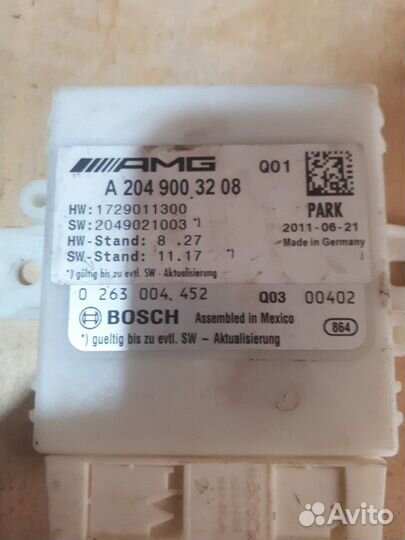 AMG Q01
A 204 900 32 08
HW:1729011300 PARK
SW:2049021003 *) 2011-06-21
HW-Stand: 8 .27 Made in Germany
SW-Stand: 11.17 *)
*) gültig bis zu evtl. SW - Aktualisierung
0 263 004 452 Q03 00402
BOSCH Assembled in Mexico 864
*) gueltig bis zu evtl. SW – Aktualisierung
BOSCH
Avito